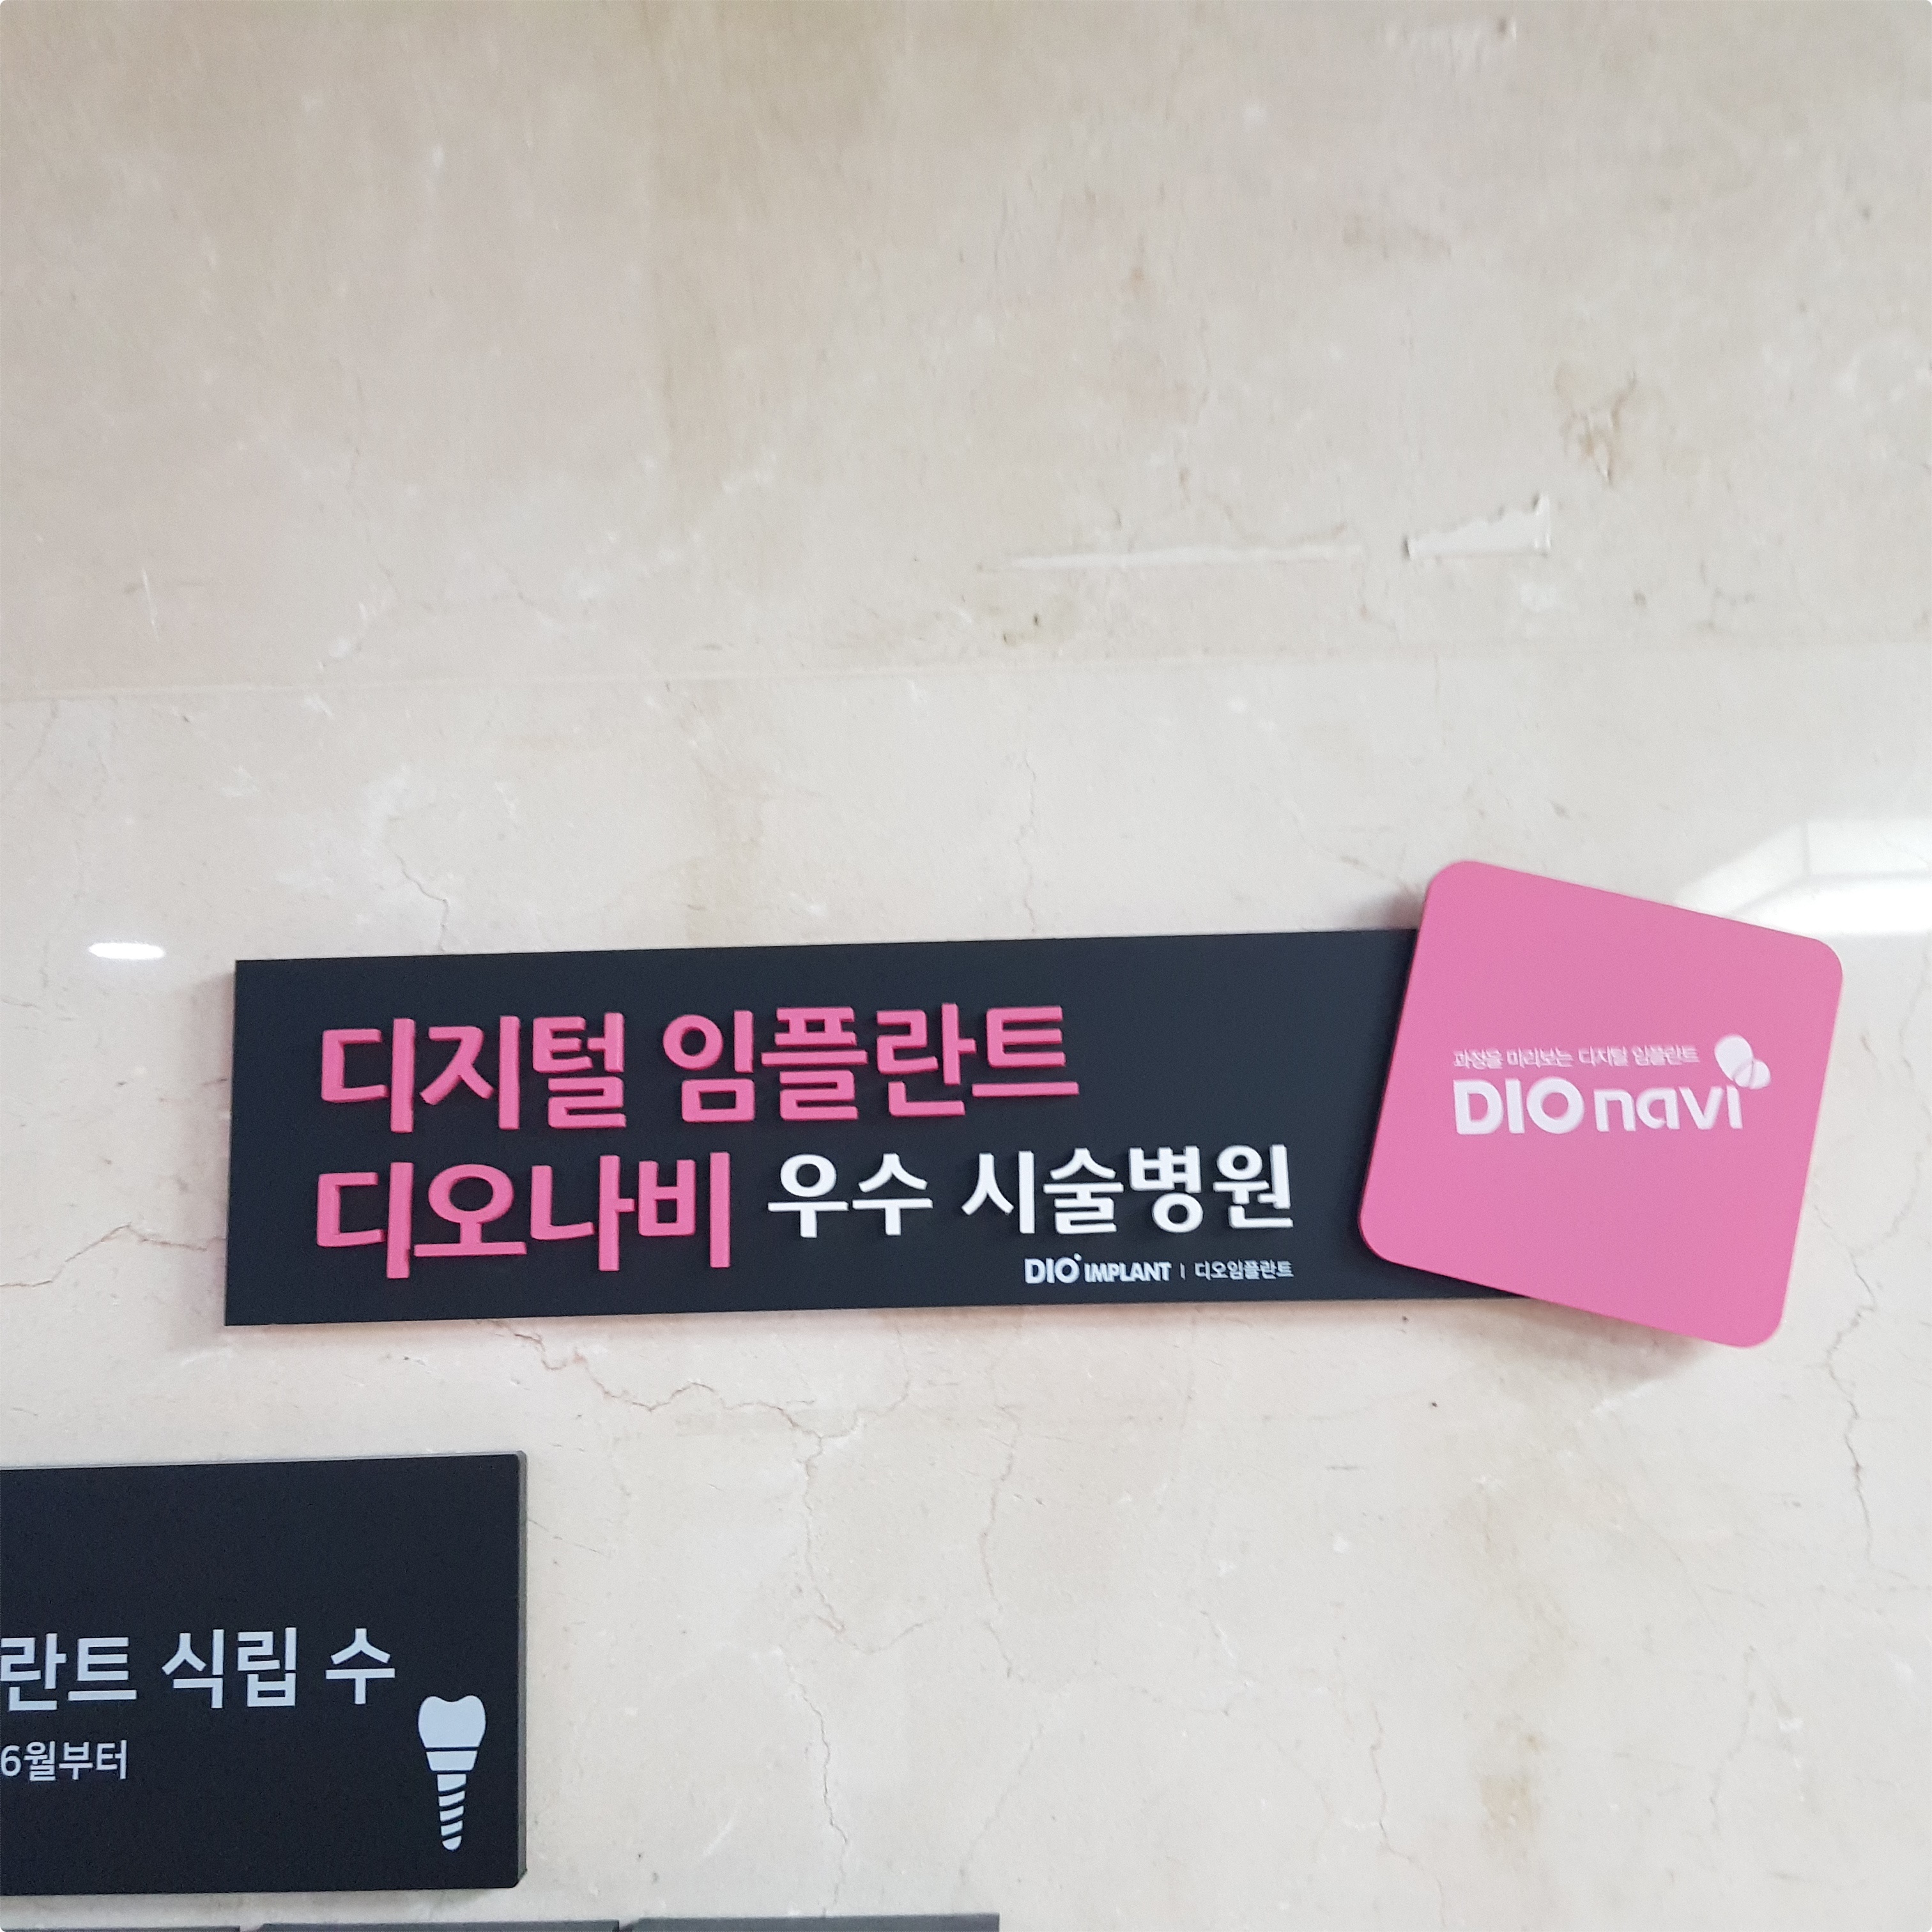 디지털 임플란트
디오나비 우수 시술병원
DIO IMPLANT | 디오임플란트
과정을 미리보는 디지털 임플란트
DIO navi
란트 식립 수
6월부터